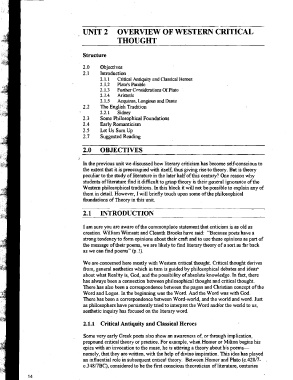 UNIT 2 OVERVIEW OF WESTERN CRITICAL
THOUGHT
Structure
2.0 Objectives
2.1 Introduction
2.1.1 Critical Antiquity and Classical Heroes
2.1.2 Plato's Parable
2.1.3 Further Considerations Of Plato
2.1.4 Aristotle
2.1.5 Acquinas, Longinus and Dante
2.2 The English Tradition
2.2.1 Sidney
2.3 Some Philosophical Foundations
2.4 Early Romanticism
2.5 Let Us Sum Up
2.7 Suggested Reading
2.0 OBJECTIVES
In the previous unit we discussed how literary criticism has become self-conscious to
the extent that it is preoccupied with itself, thus giving rise to theory. But is theory
peculiar to the study of literature in the later half of this century? One reason why
students of literature find it difficult to grasp theory is their general ignorance of the
Western philosophical tradition. In this block it will not be possible to explain any of
them in detail. However, I will briefly touch upon some of the philosophical
foundations of Theory in this unit.
2.1 INTRODUCTION
I am sure you are aware of the commonplace statement that criticism is as old as
creation. William Wimsatt and Cleanth Brooks have said: "Because poets have a
strong tendency to form opinions about their craft and to use these opinions as part of
the message of their poems, we are likely to find literary theory of a sort as far back
as we can find poems" (p. ).
We are concerned here mostly with Western critical thought. Critical thought derives
from, general aesthetics which in turn is guided by philosophical debates and ideas
about what Reality is, God, and the possibility of absolute knowledge. In fact, there
has always been a connection between philosophical thought and critical thought.
There has also been a correspondence between the pagan and Christian concept of the
Word and Logos. In the beginning was the Word. And the Word was with God.
There has been a correspondence between Word-world, and the world and word. Just
as philosophers have persistently tried to interpret the Word and/or the world to us,
aesthetic inquiry has focused on the literary word.
2.1.1 Critical Antiquity and Classical Heroes
Some very early Greek poets also show an awareness of, or through implication,
propound critical theory or practice. For example, when Homer or Milton begins his
epics with an invocation to the muse, he is uttering a theory about his poems—
namely, that they are written, with the help of divine inspiration. This idea has played
an influential role in subsequent critical theory. Between Homer and Plato (c.428/7-
c.348/7BC), considered to be the first conscious theoretician of literature, centuries
14